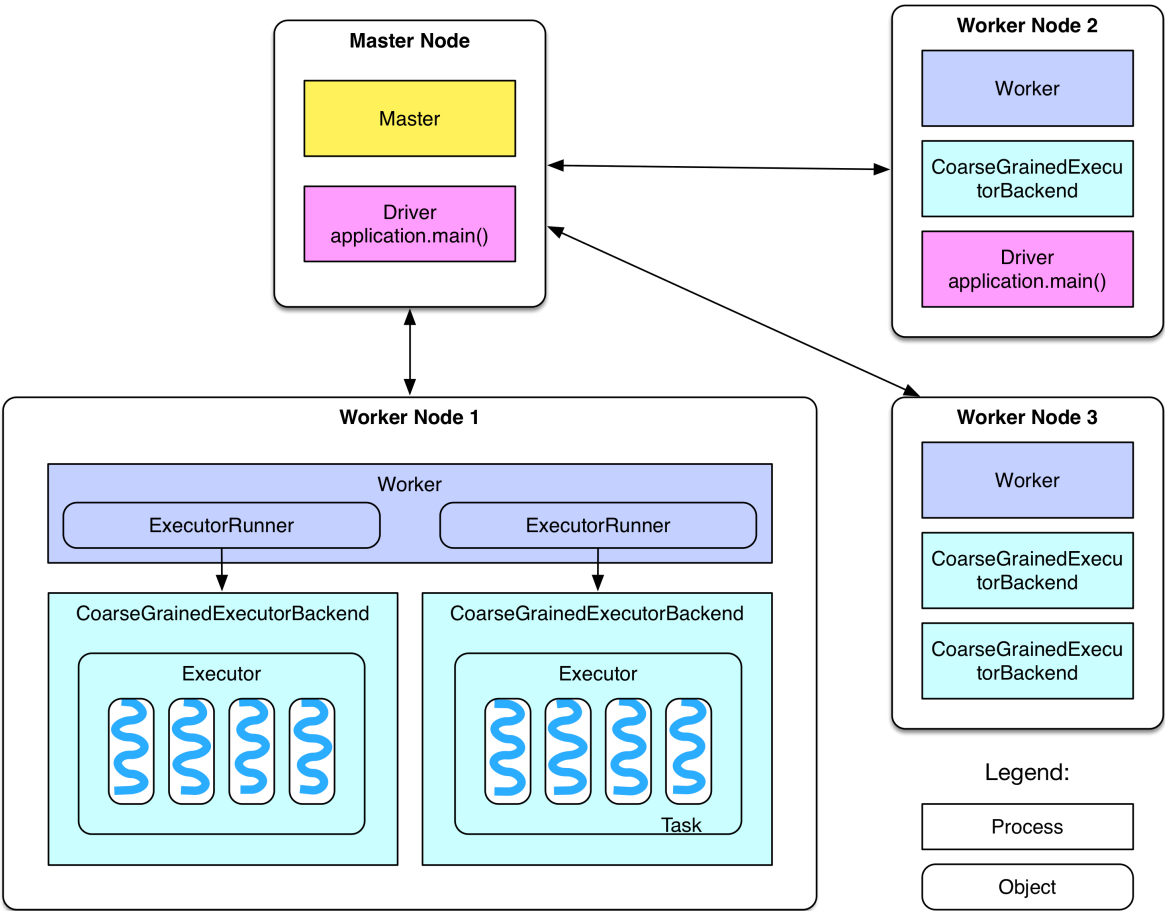 Master Node
Master
Driver
application.main()
Worker Node 2
Worker
CoarseGrainedExecu
torBackend
Driver
application.main()
Worker Node 1
Worker
ExecutorRunner
ExecutorRunner
CoarseGrainedExecutorBackend
Executor
CoarseGrainedExecutorBackend
Executor
Task
Worker Node 3
Worker
CoarseGrainedExecu
torBackend
CoarseGrainedExecu
torBackend
Legend:
Process
Object